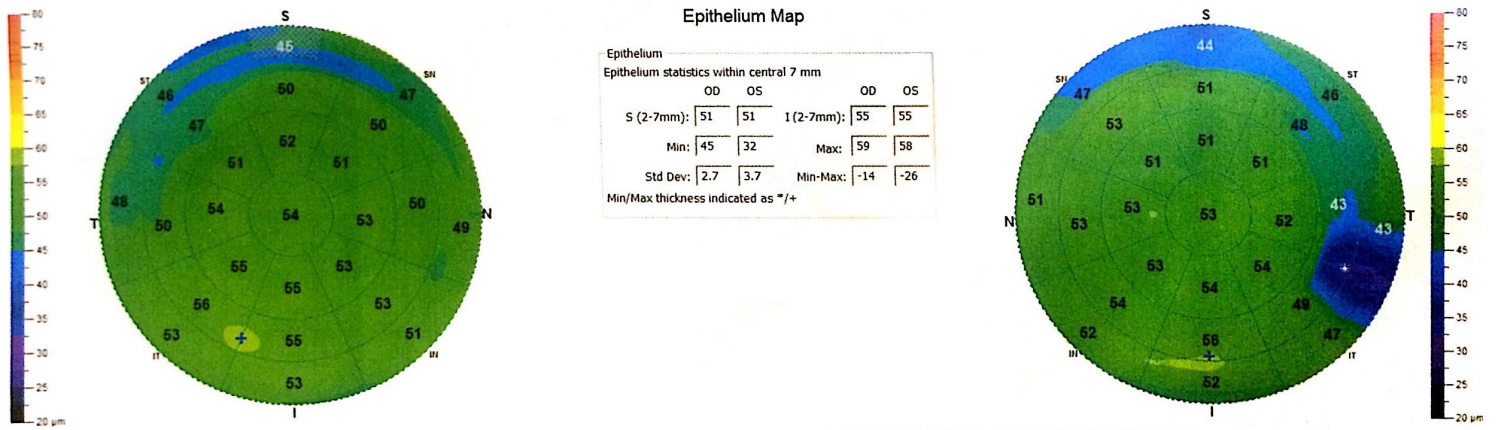 Epithelium Map
Epithelium
Epithelium statistics within central 7 mm
OD OS OD OS
S (2-7mm): 51 51 I (2-7mm): 55 55
Min: 45 32 Max: 59 58
Std Dev: 2.7 3.7 Min-Max: -14 -26
Min/Max thickness indicated as */+
80
75
70
65
60
55
50
45
40
35
30
25
20 µm
S
45
ST SN
46 50 47
47 50
52
51 51
48 54 54 53 50
T 50 49 N
55 53
55
56 53
53 + 55 51
IT IN
53
I
S
44
SN ST
47 51 46
53 48
51
51 51
51 53 43
N 53 53 52 43 T
53 54
54 *
54 49
52 56 47
IN + IT
52
I
80
75
70
65
60
55
50
45
40
35
30
25
20 µm